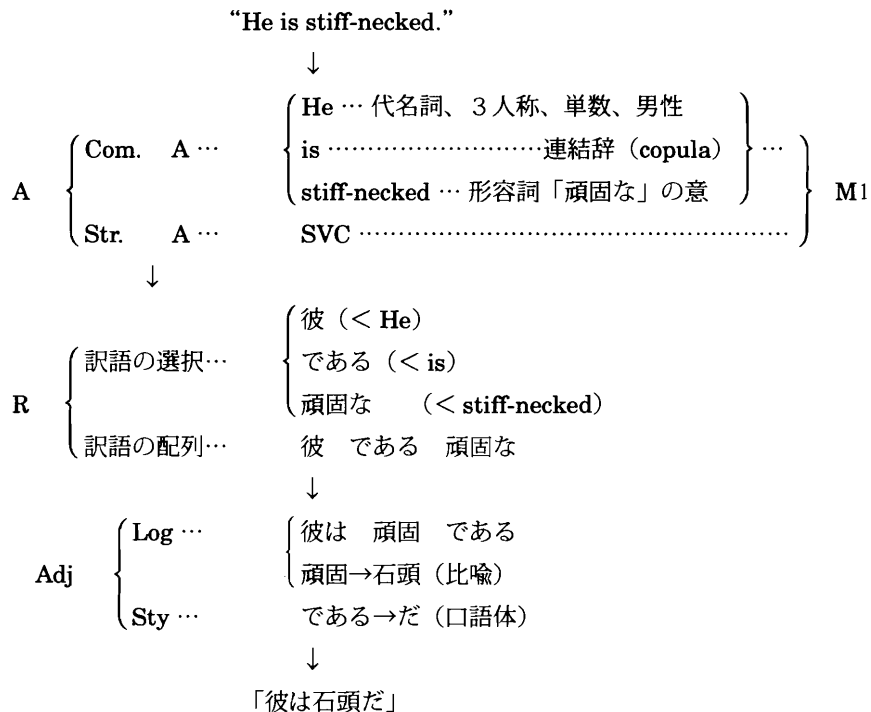 “He is stiff-necked.”
↓
He … 代名詞、3人称、単数、男性
Com. A … is ………………………連結辞（copula） …
A stiff-necked … 形容詞「頑固な」の意 M1
Str. A … SVC ………………………………………………
↓
彼（＜ He）
訳語の選択… である（＜ is）
R 頑固な （＜ stiff-necked）
訳語の配列… 彼 である 頑固な
↓
Log … 彼は 頑固 である
Adj 頑固→石頭（比喩）
Sty … である→だ（口語体）
↓
「彼は石頭だ」